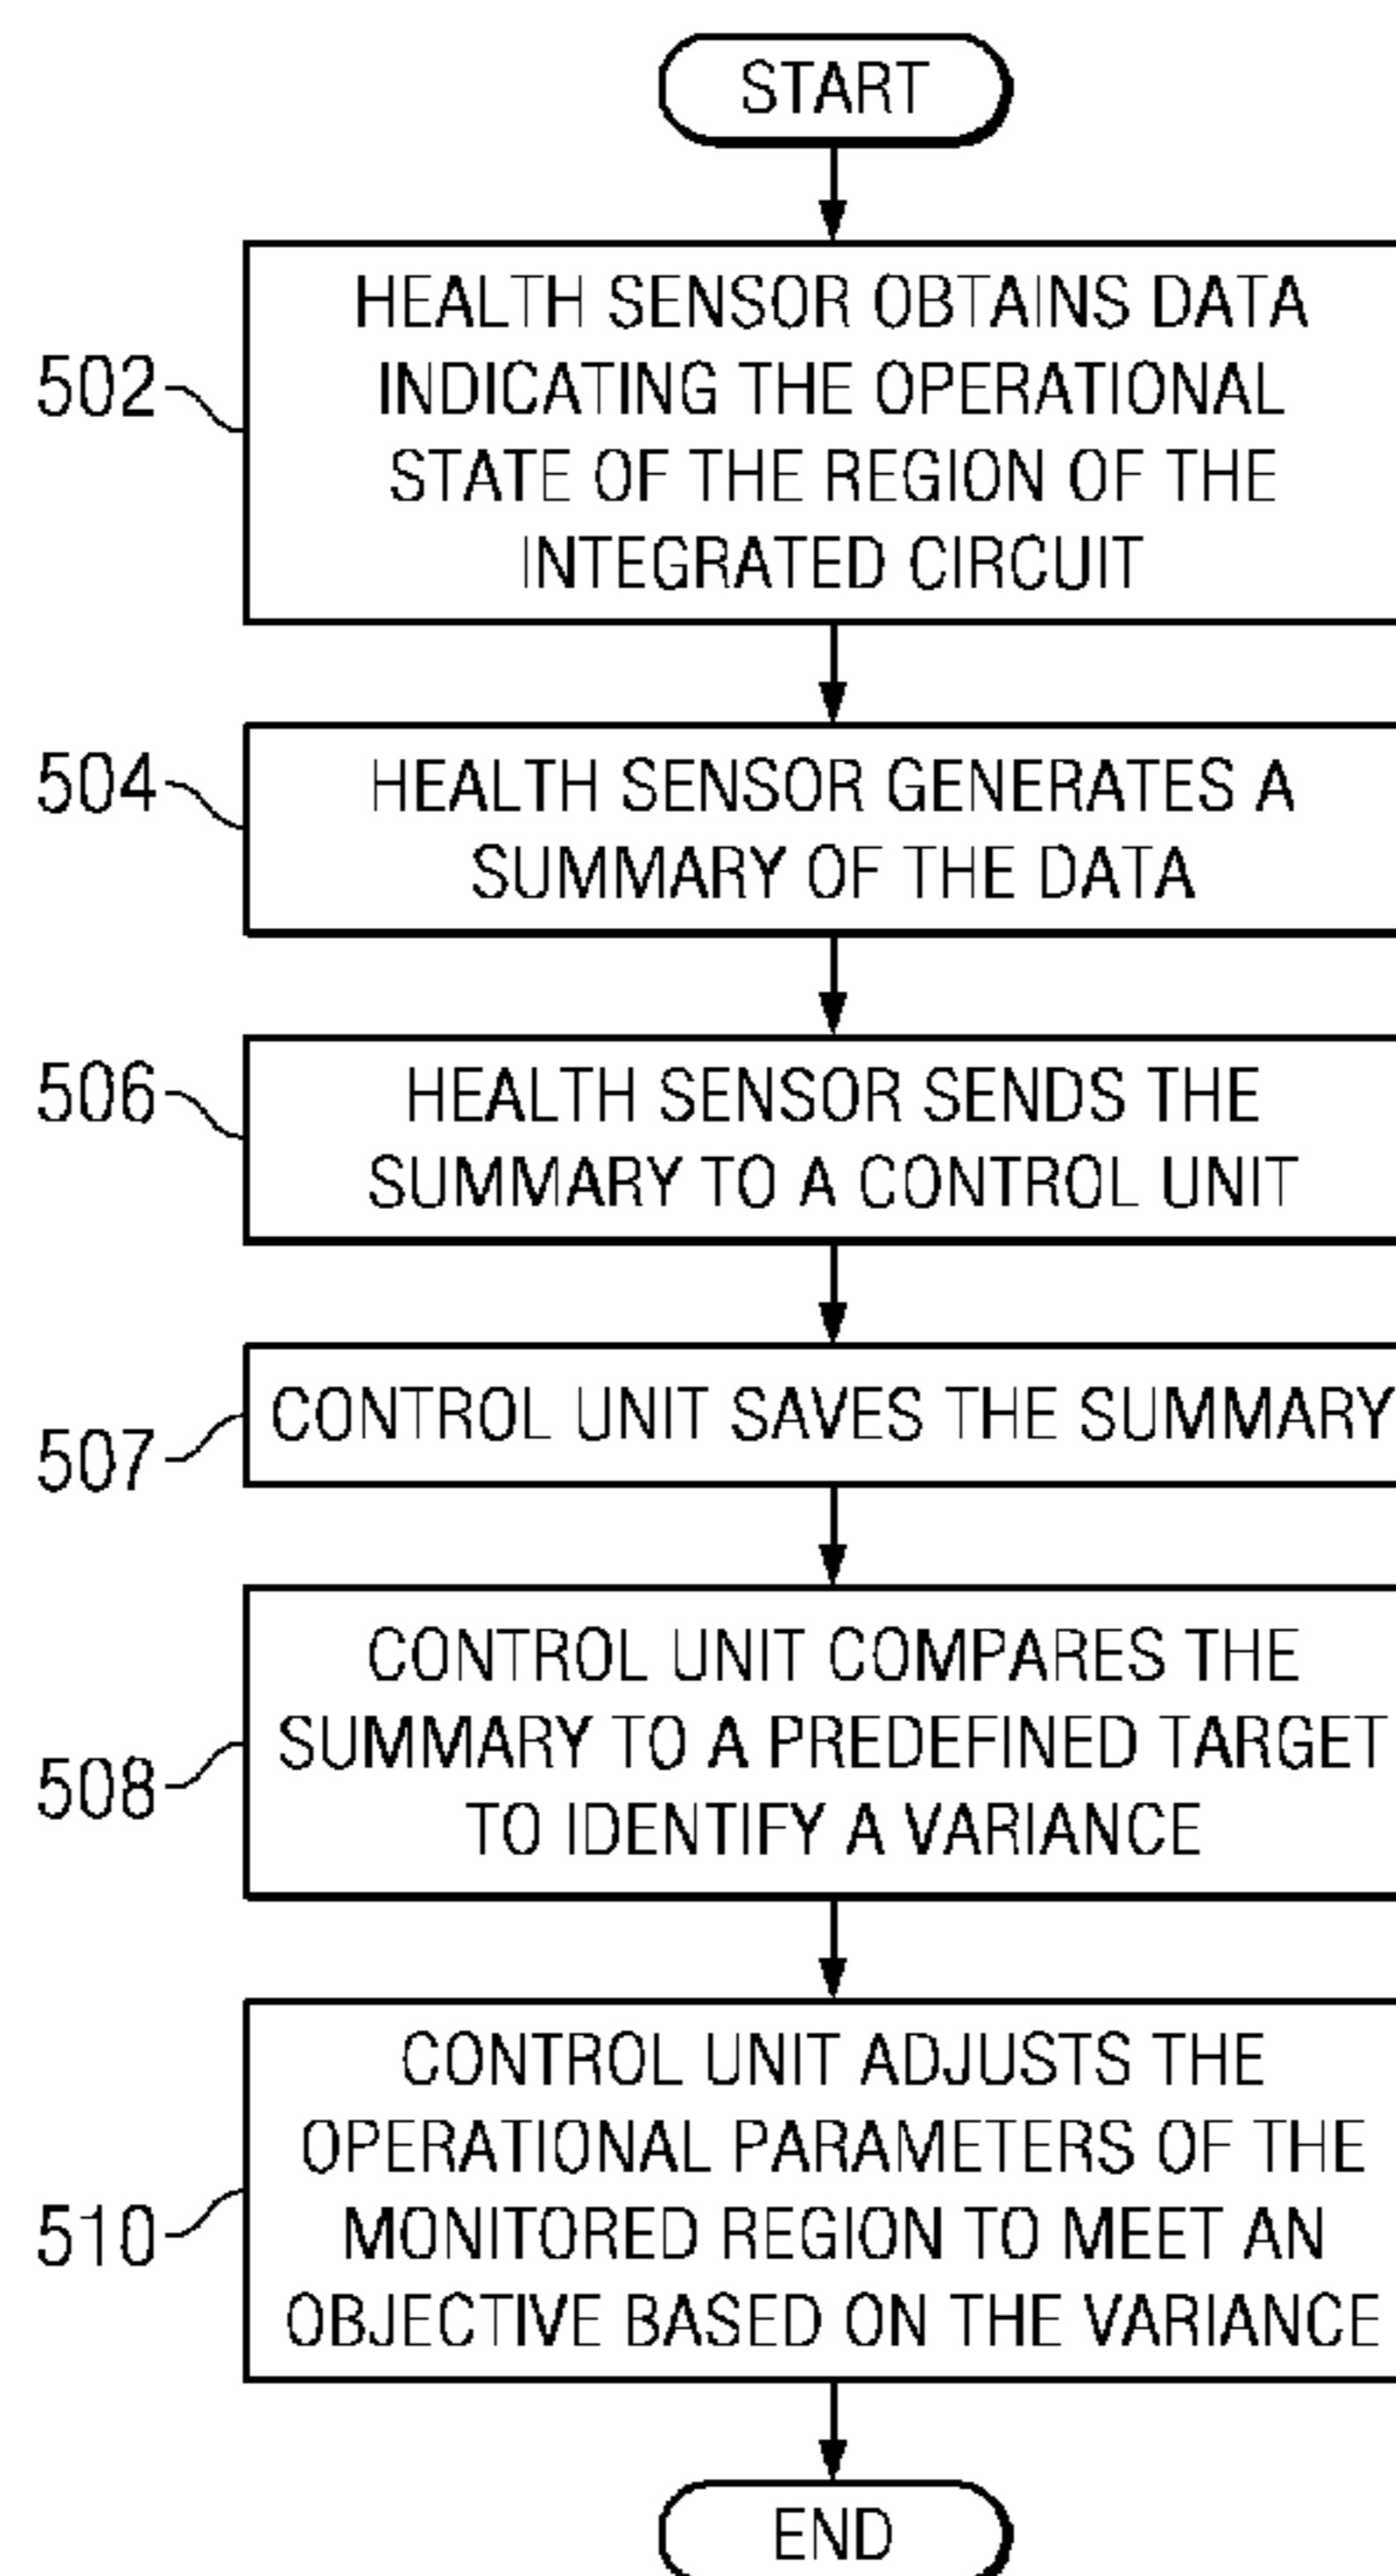 START
502
HEALTH SENSOR OBTAINS DATA
INDICATING THE OPERATIONAL
STATE OF THE REGION OF THE
INTEGRATED CIRCUIT
504
HEALTH SENSOR GENERATES A
SUMMARY OF THE DATA
506
HEALTH SENSOR SENDS THE
SUMMARY TO A CONTROL UNIT
507
CONTROL UNIT SAVES THE SUMMARY
508
CONTROL UNIT COMPARES THE
SUMMARY TO A PREDEFINED TARGET
TO IDENTIFY A VARIANCE
510
CONTROL UNIT ADJUSTS THE
OPERATIONAL PARAMETERS OF THE
MONITORED REGION TO MEET AN
OBJECTIVE BASED ON THE VARIANCE
END